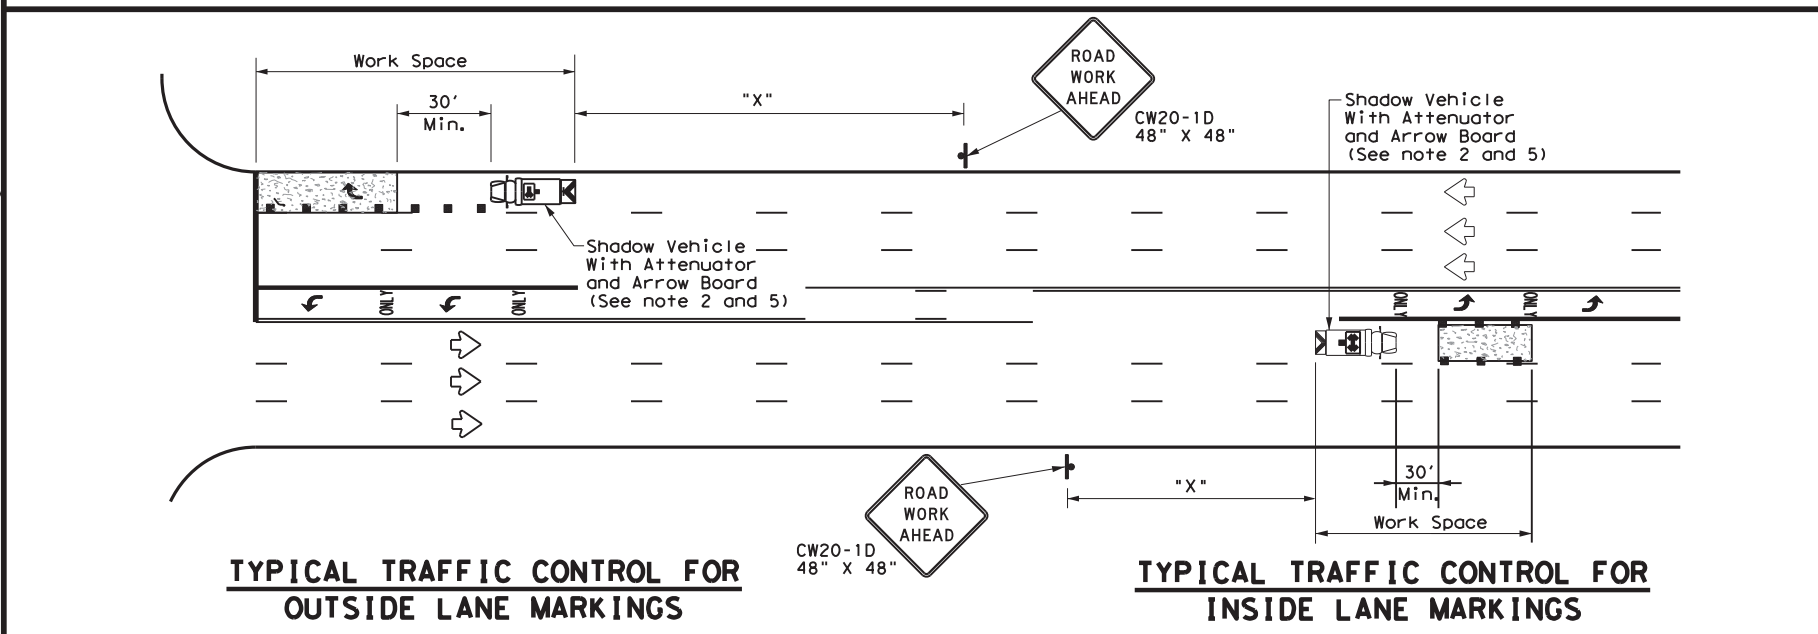 Work Space
30'
Min.
"X"
ROAD
WORK
AHEAD
CW20-1D
48" X 48"
Shadow Vehicle
With Attenuator
and Arrow Board
(See note 2 and 5)
Shadow Vehicle
With Attenuator
and Arrow Board
(See note 2 and 5)
ONLY
ONLY
ONLY
ONLY
ROAD
WORK
AHEAD
CW20-1D
48" X 48"
"X"
30'
Min.
Work Space
TYPICAL TRAFFIC CONTROL FOR
OUTSIDE LANE MARKINGS
TYPICAL TRAFFIC CONTROL FOR
INSIDE LANE MARKINGS